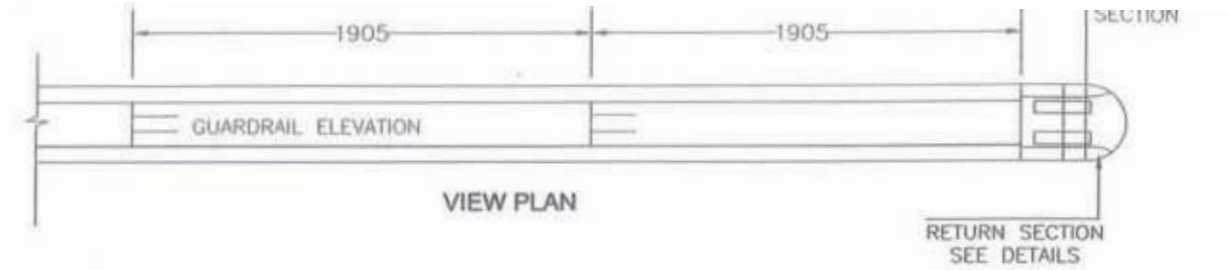 SECTION
1905
1905
GUARDRAIL ELEVATION
VIEW PLAN
RETURN SECTION
SEE DETAILS